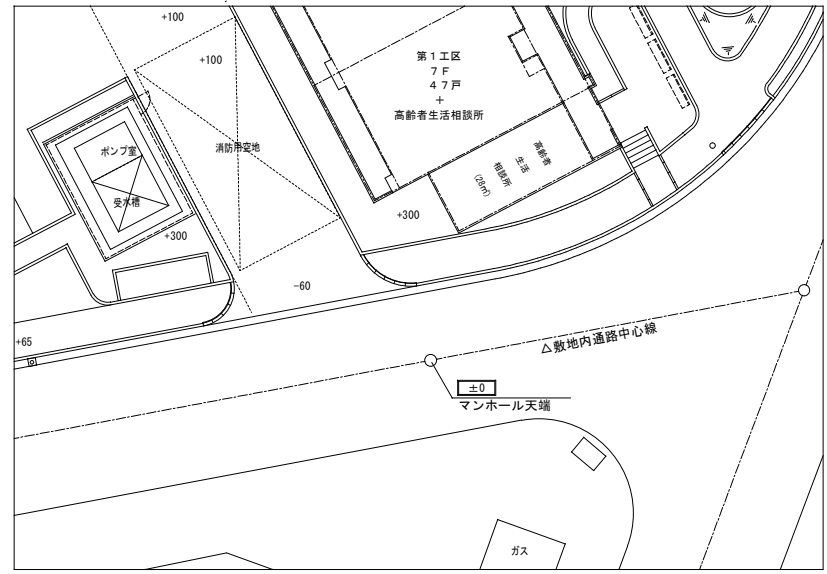 +100
+100
第1工区
7F
47戸
+
高齢者生活相談所
ポンプ室
受水槽
消防用空地
高齢者
生活
相談所
(28㎡)
+300
+300
-60
+65
△敷地内通路中心線
±0
マンホール天端
ガス